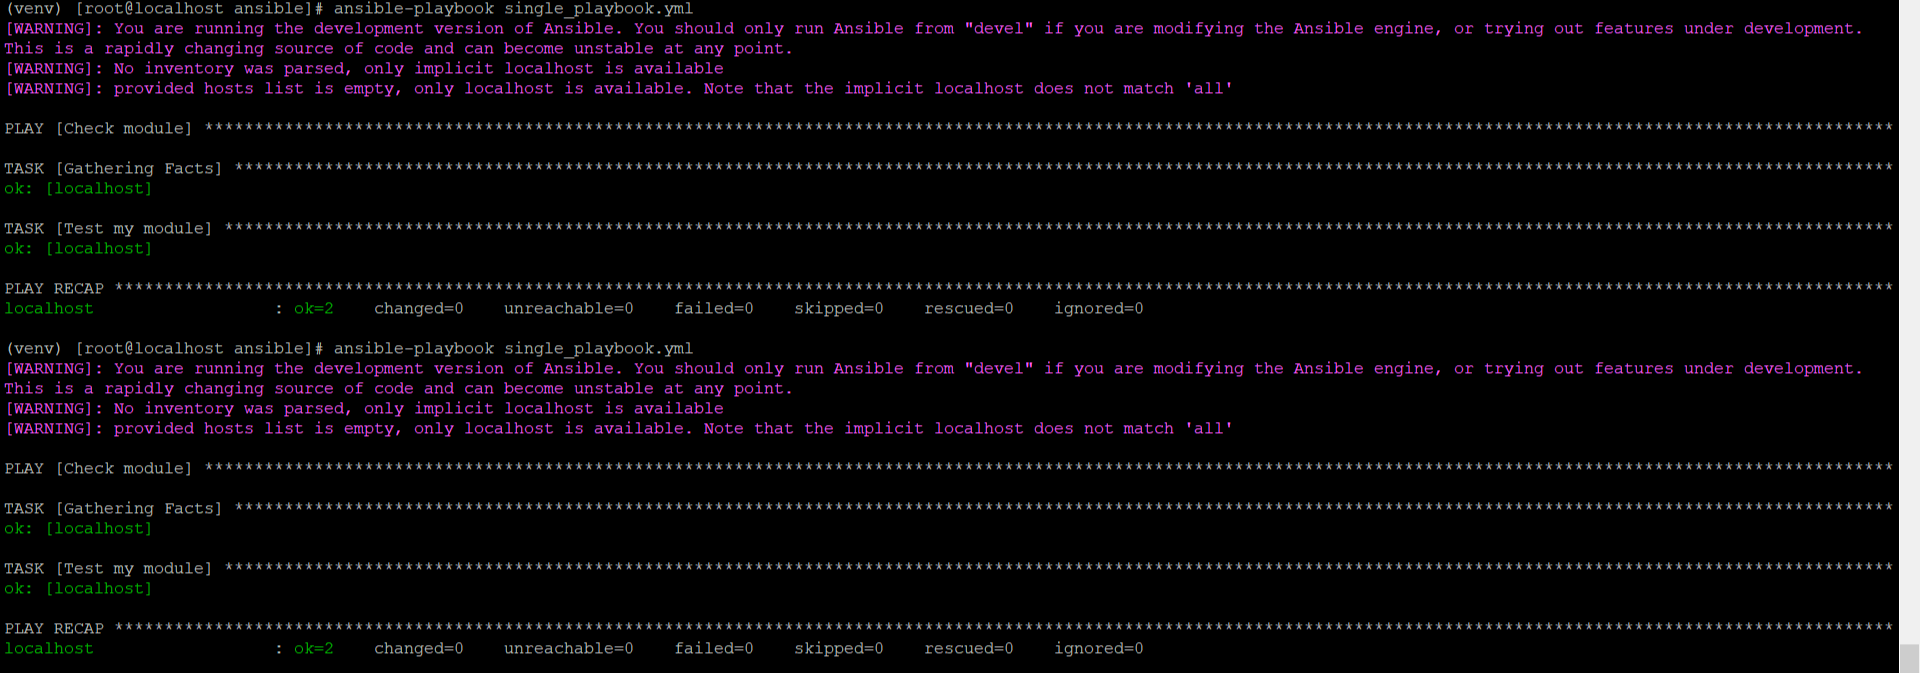 (venv) [root@localhost ansible]# ansible-playbook single_playbook.yml
[WARNING]: You are running the development version of Ansible. You should only run Ansible from "devel" if you are modifying the Ansible engine, or trying out features under development.
This is a rapidly changing source of code and can become unstable at any point.
[WARNING]: No inventory was parsed, only implicit localhost is available
[WARNING]: provided hosts list is empty, only localhost is available. Note that the implicit localhost does not match 'all'
PLAY [Check module] *************************************************************************************************************************************************************************
TASK [Gathering Facts] **********************************************************************************************************************************************************************
ok: [localhost]
TASK [Test my module] ***********************************************************************************************************************************************************************
ok: [localhost]
PLAY RECAP **********************************************************************************************************************************************************************************
localhost                  : ok=2    changed=0    unreachable=0    failed=0    skipped=0    rescued=0    ignored=0
(venv) [root@localhost ansible]# ansible-playbook single_playbook.yml
[WARNING]: You are running the development version of Ansible. You should only run Ansible from "devel" if you are modifying the Ansible engine, or trying out features under development.
This is a rapidly changing source of code and can become unstable at any point.
[WARNING]: No inventory was parsed, only implicit localhost is available
[WARNING]: provided hosts list is empty, only localhost is available. Note that the implicit localhost does not match 'all'
PLAY [Check module] *************************************************************************************************************************************************************************
TASK [Gathering Facts] **********************************************************************************************************************************************************************
ok: [localhost]
TASK [Test my module] ***********************************************************************************************************************************************************************
ok: [localhost]
PLAY RECAP **********************************************************************************************************************************************************************************
localhost                  : ok=2    changed=0    unreachable=0    failed=0    skipped=0    rescued=0    ignored=0